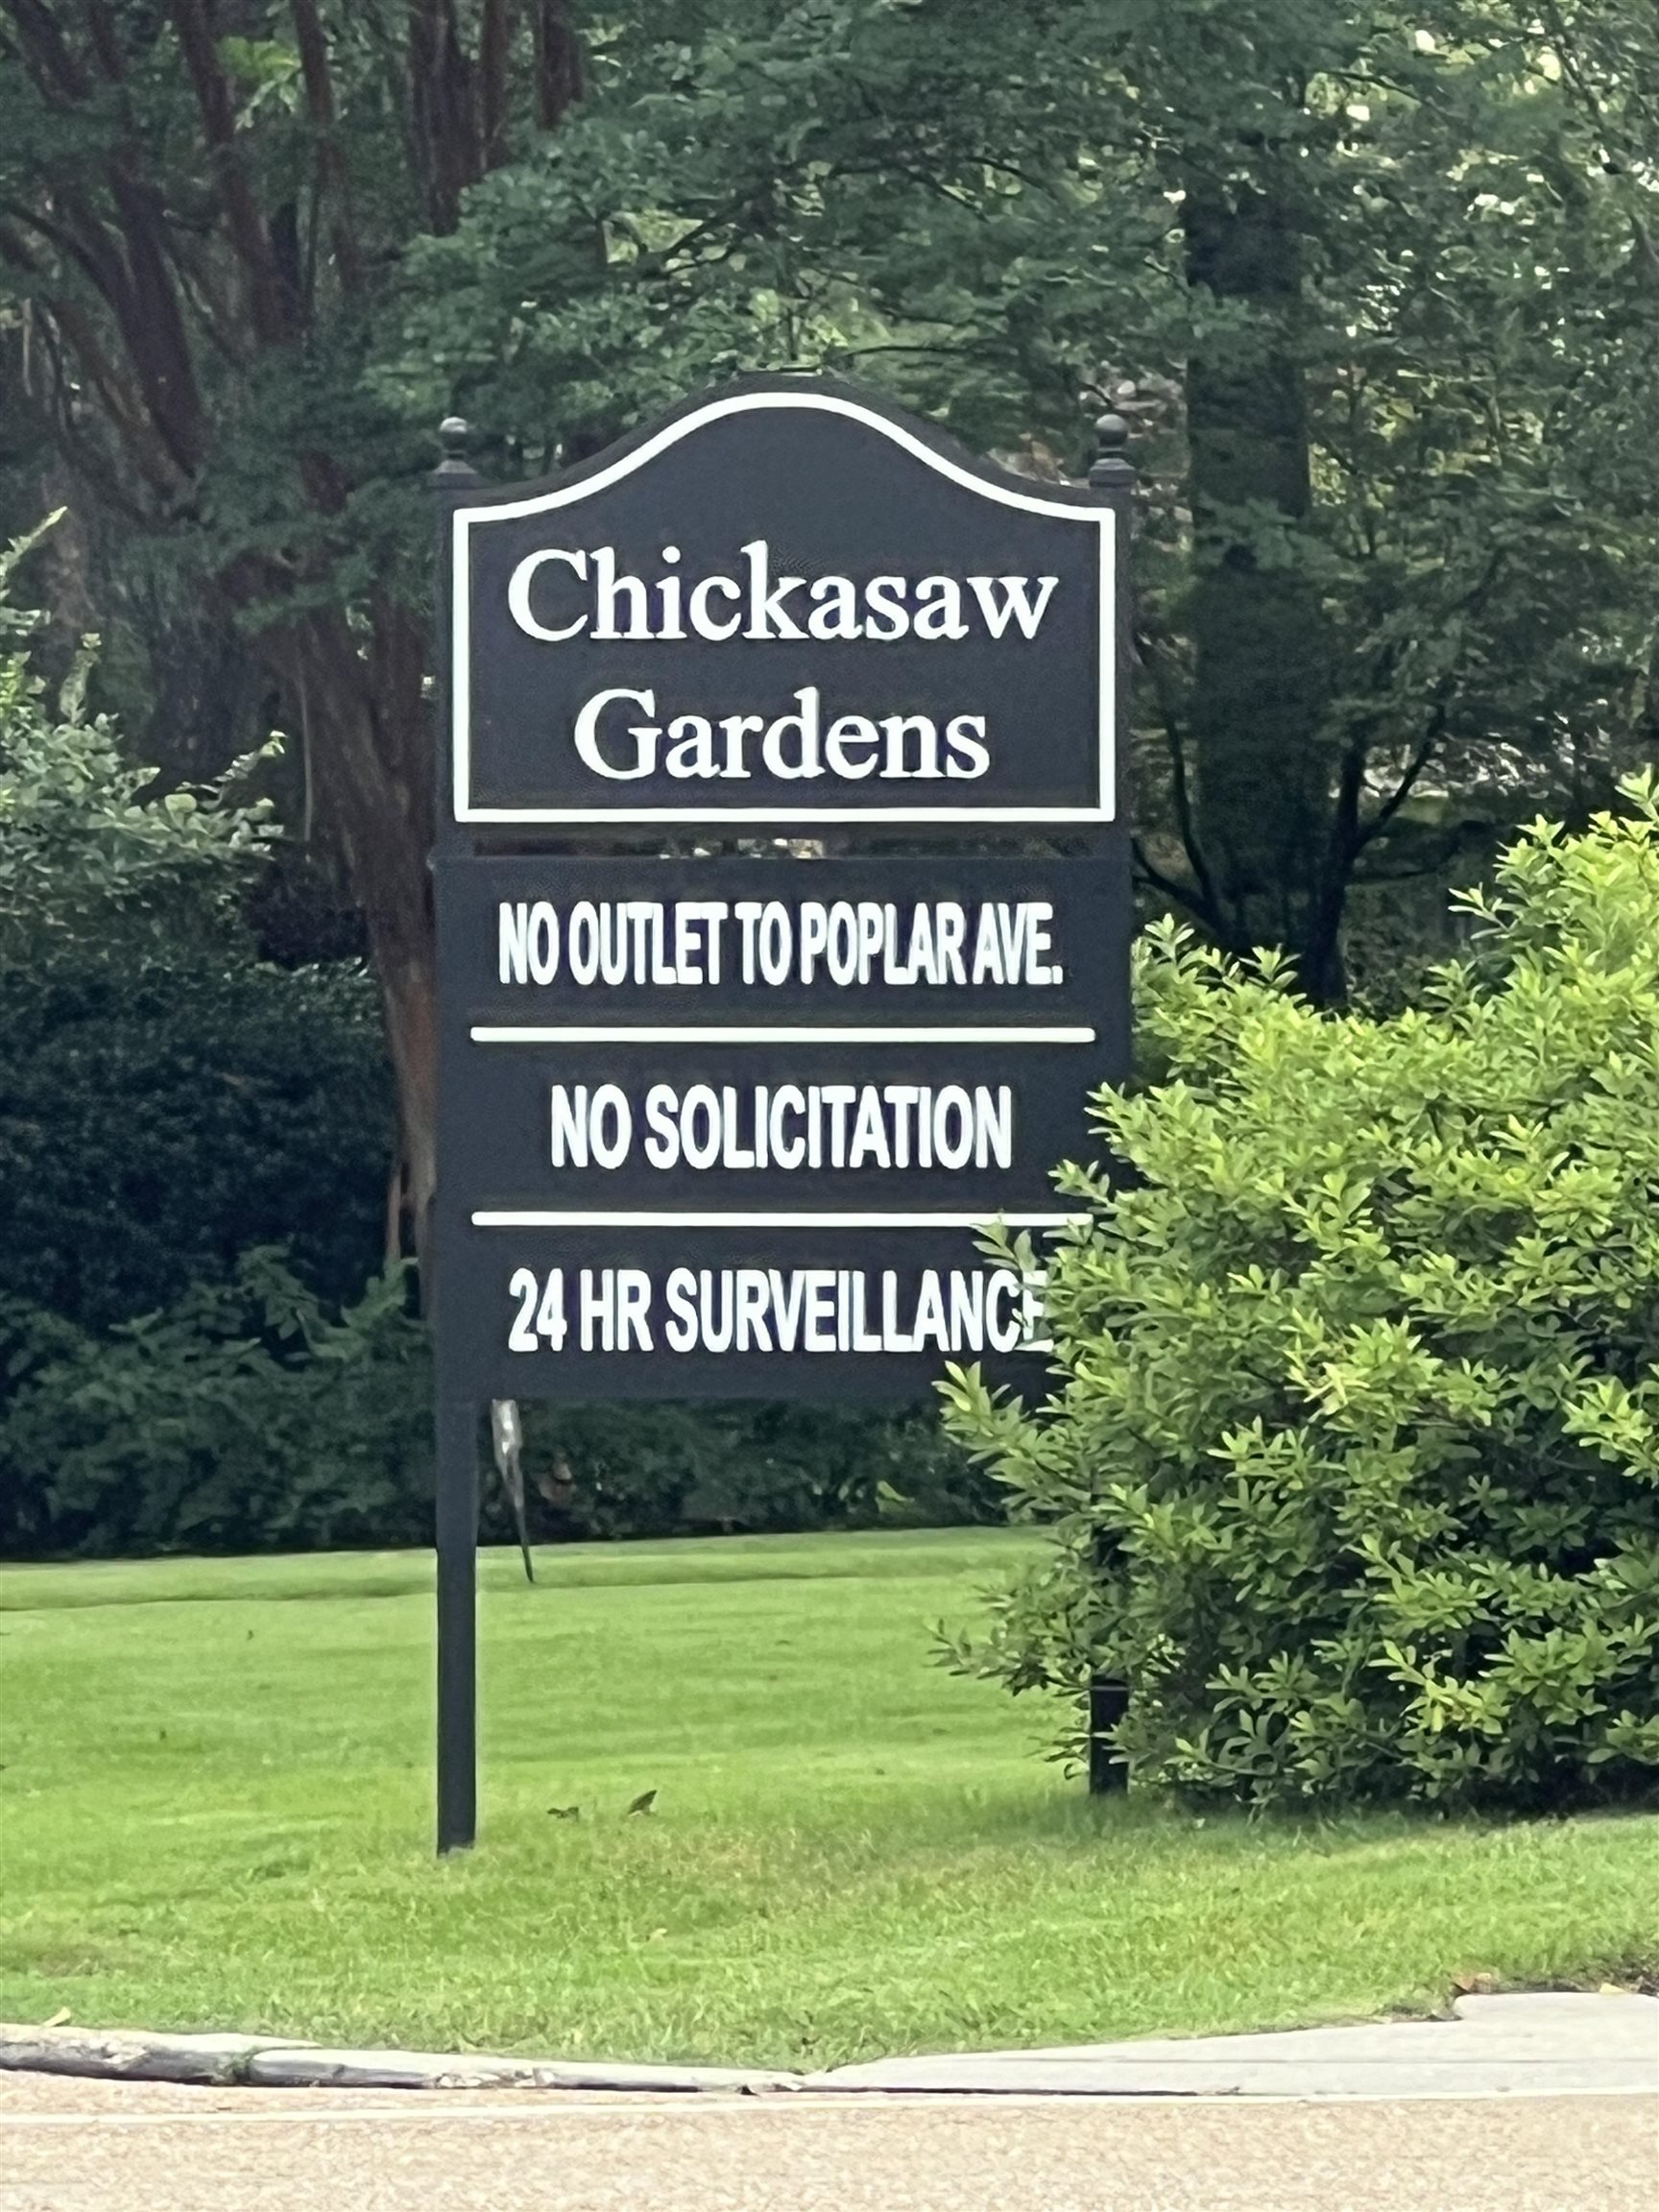 Chickasaw
Gardens
NO OUTLET TO POPLAR AVE.
NO SOLICITATION
24 HR SURVEILLANCE